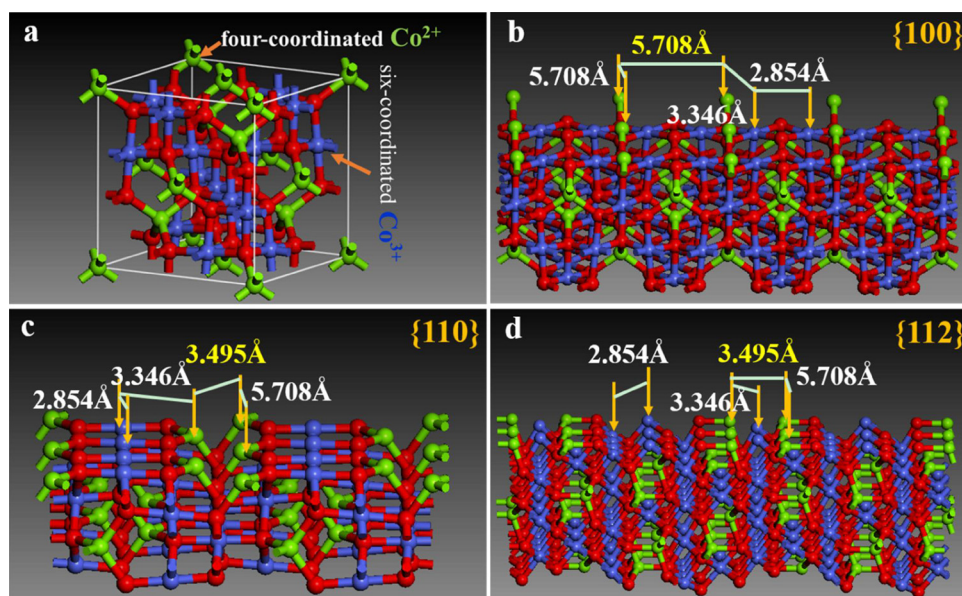 a
four-coordinated Co²⁺
six-coordinated Co³⁺
b
{100}
5.708Å
5.708Å
2.854Å
3.346Å
c
{110}
3.495Å
3.346Å
2.854Å
5.708Å
d
{112}
2.854Å
3.495Å
5.708Å
3.346Å